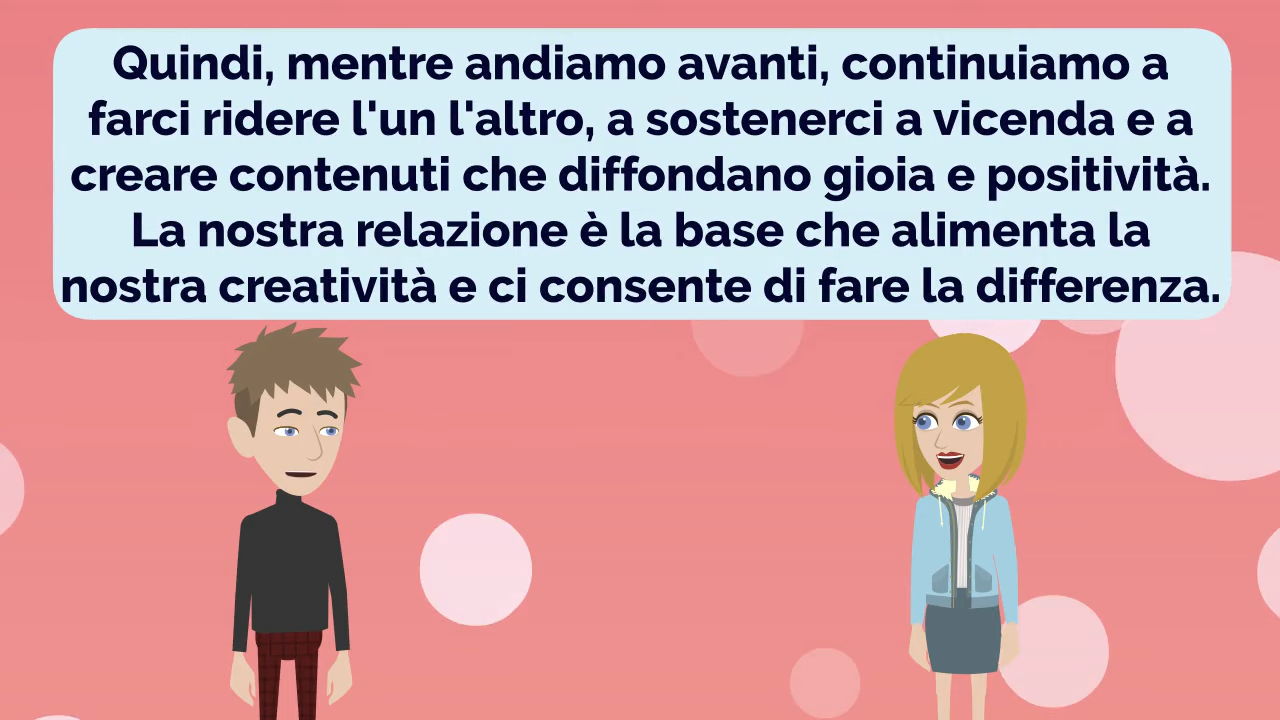 Quindi, mentre andiamo avanti, continuiamo a
farci ridere l'un l'altro, a sostenerci a vicenda e a
creare contenuti che diffondano gioia e positività.
La nostra relazione è la base che alimenta la
nostra creatività e ci consente di fare la differenza.